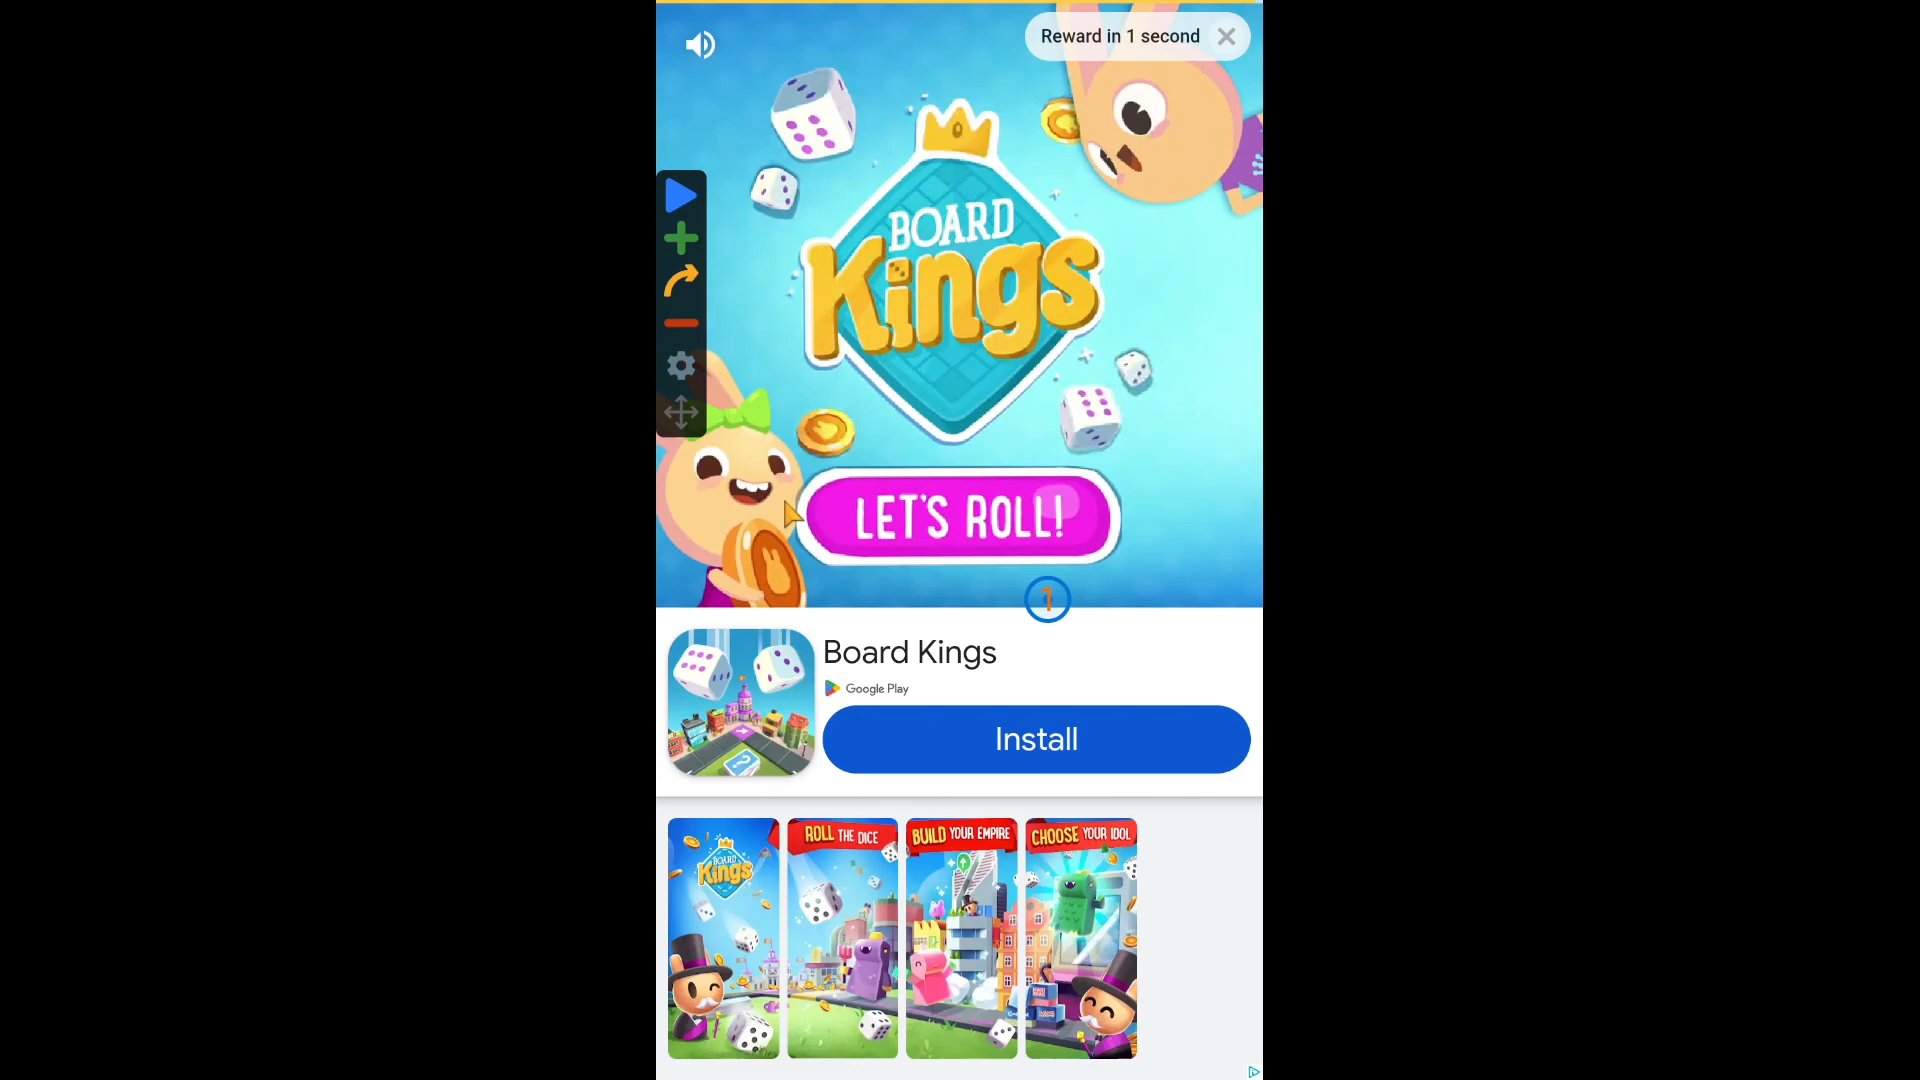 Reward in 1 second
BOARD
Kings
LET'S ROLL!
1
Board Kings
Google Play
Install
BOARD
Kings
ROLL THE DICE
BUILD YOUR EMPIRE
CHOOSE YOUR IDOL